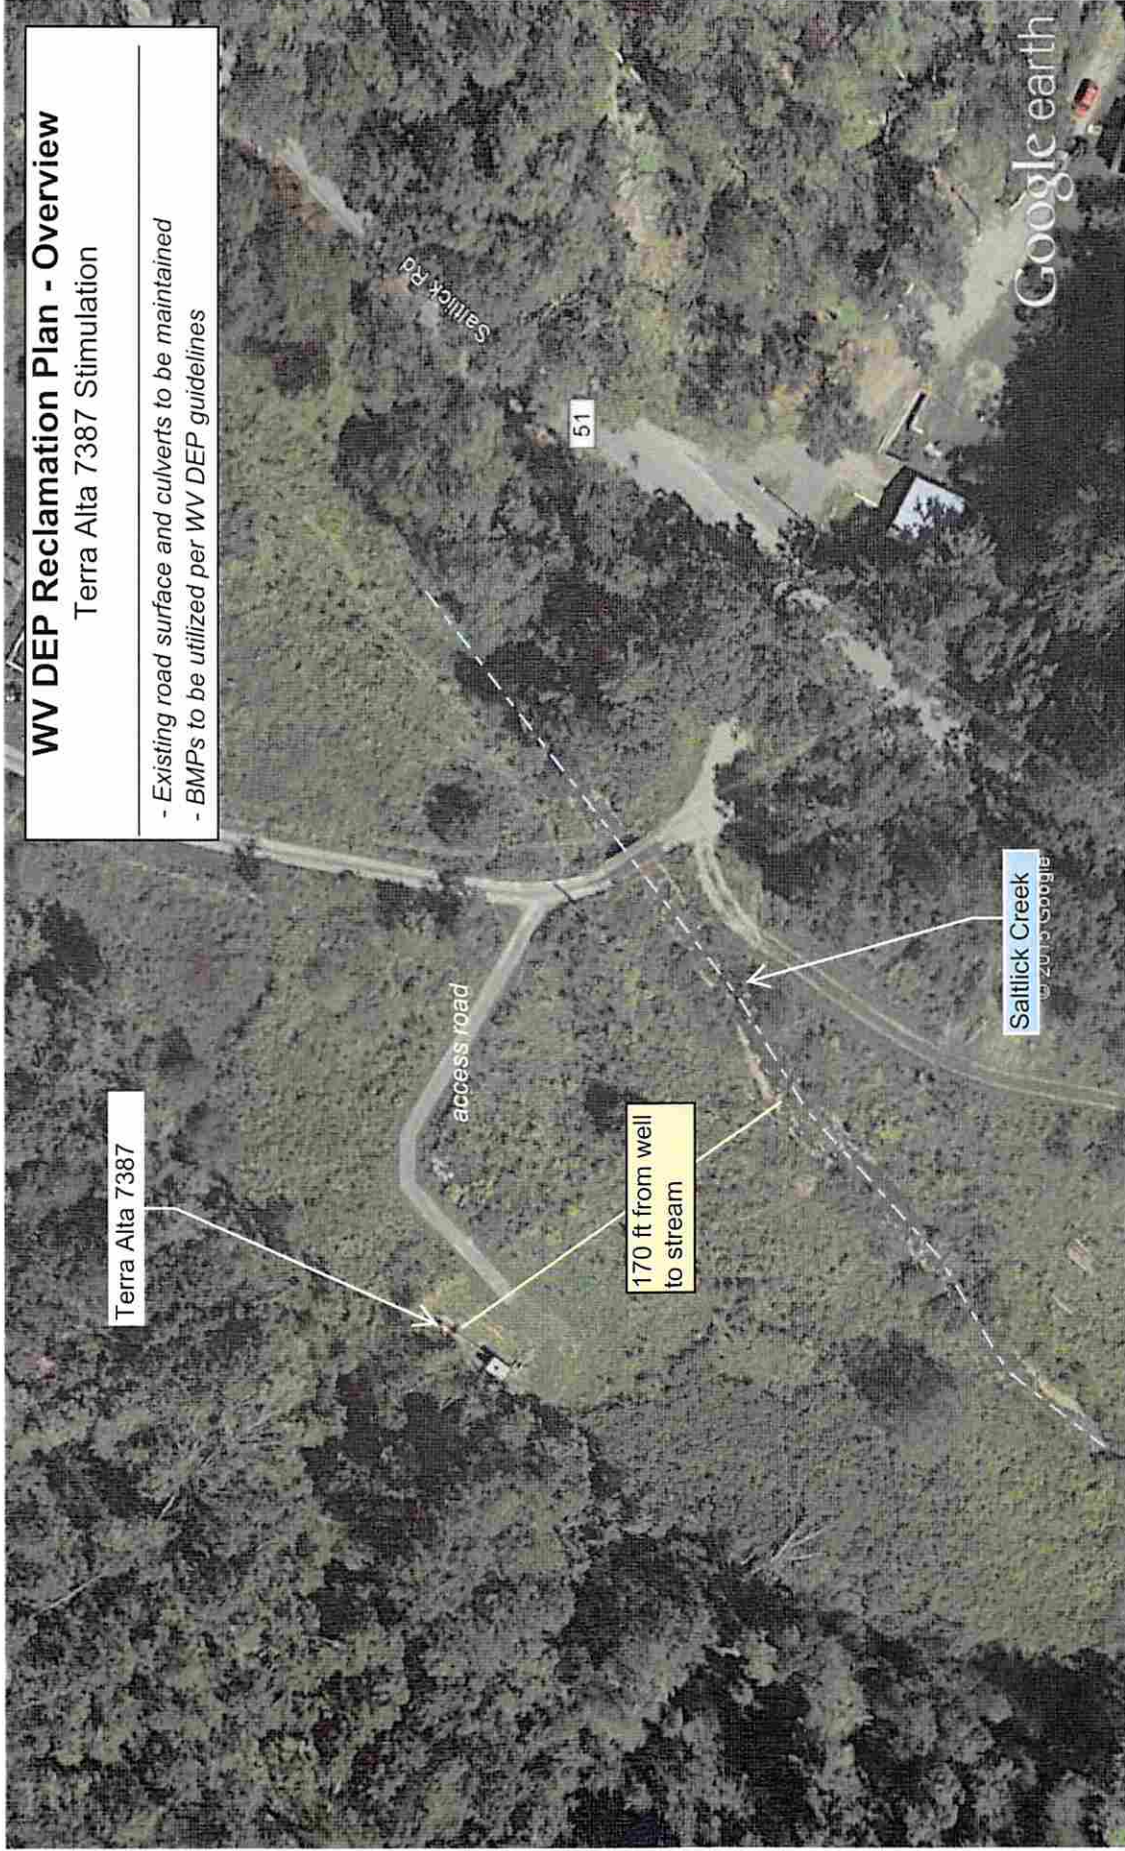 WV DEP Reclamation Plan - Overview
Terra Alta 7387 Stimulation
- Existing road surface and culverts to be maintained
- BMPs to be utilized per WV DEP guidelines
Terra Alta 7387
access road
170 ft from well
to stream
Saltlick Rd
51
Saltlick Creek
© 2015 Google
Google earth